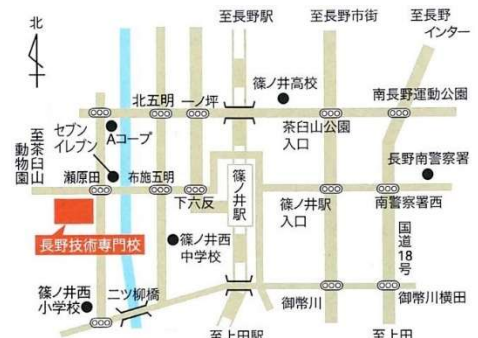 北
至長野駅
至長野市街
至長野
インター
篠ノ井高校
南長野運動公園
北五明
一ノ坪
茶臼山公園
入口
Aコープ
セブン
イレブン
至茶臼山
動物園
長野南警察署
瀬原田
布施五明
下六反
篠ノ井駅
篠ノ井駅
入口
南警察署西
長野技術専門校
篠ノ井西
中学校
国道18号
篠ノ井西
小学校
二ツ柳橋
御幣川
御幣川横田
至上田駅
至上田